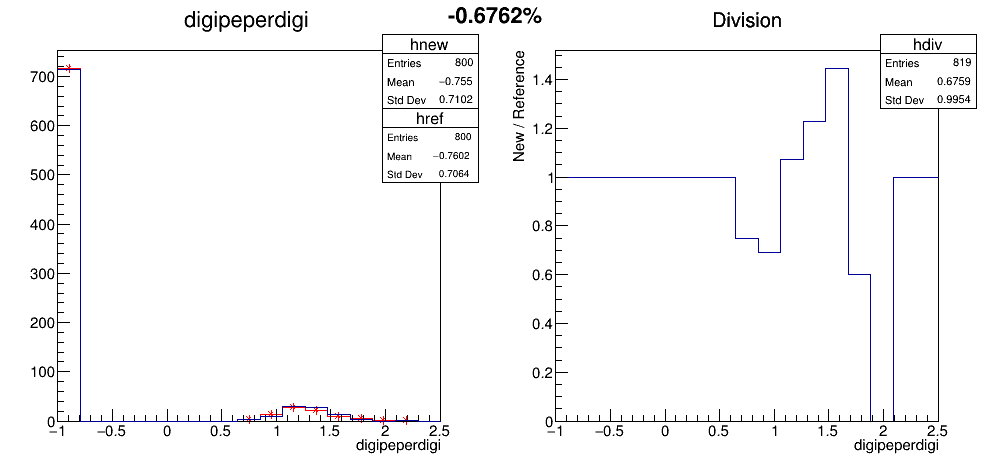 digipeperdigi
-0.6762%
Division
hnew
Entries 800
Mean −0.755
Std Dev 0.7102
href
Entries 800
Mean −0.7602
Std Dev 0.7064
700
600
500
400
300
200
100
0
−1 −0.5 0 0.5 1 1.5 2 2.5
digipeperdigi
hdiv
Entries 819
Mean 0.6759
Std Dev 0.9954
New / Reference
1.4
1.2
1
0.8
0.6
0.4
0.2
0
−1 −0.5 0 0.5 1 1.5 2 2.5
digipeperdigi